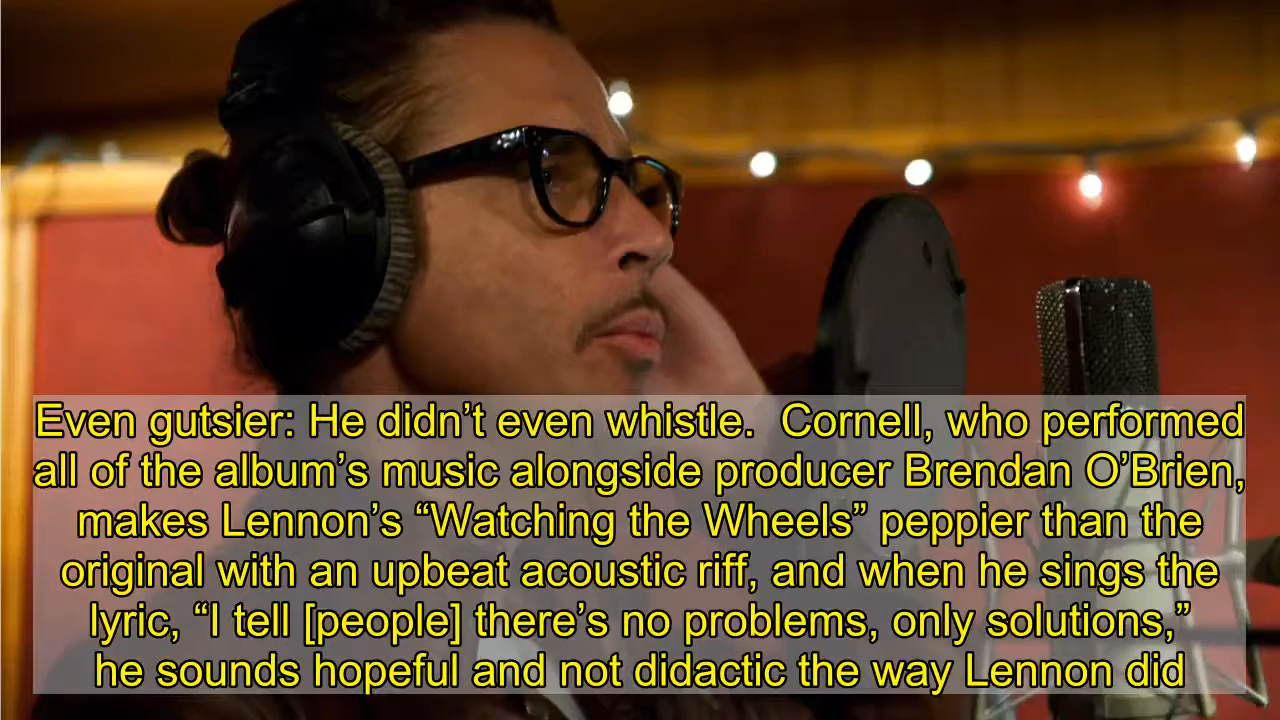 Even gutsier: He didn’t even whistle.  Cornell, who performed
all of the album’s music alongside producer Brendan O’Brien,
makes Lennon’s “Watching the Wheels” peppier than the
original with an upbeat acoustic riff, and when he sings the
lyric, “I tell [people] there’s no problems, only solutions,”
he sounds hopeful and not didactic the way Lennon did